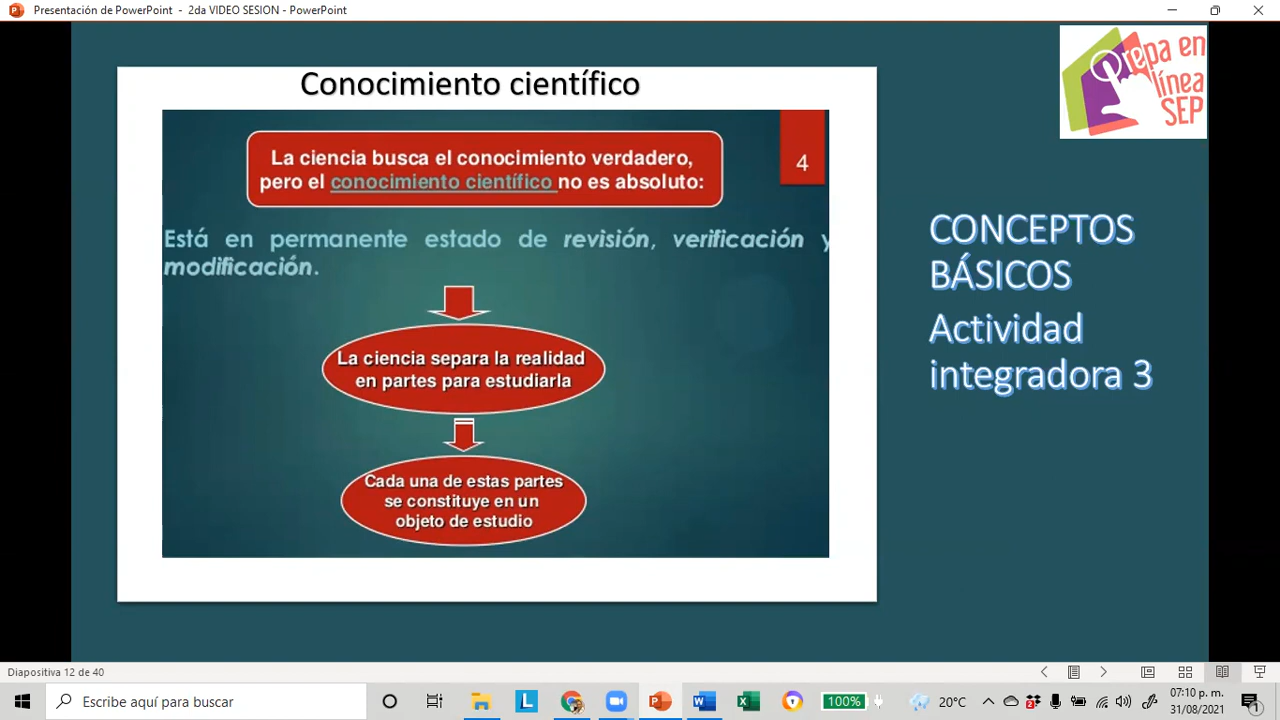 Presentación de PowerPoint - 2da VIDEO SESION - PowerPoint
Prepa en
línea
SEP
Conocimiento científico
La ciencia busca el conocimiento verdadero,
pero el conocimiento científico no es absoluto:
4
Está en permanente estado de revisión, verificación y
modificación.
La ciencia separa la realidad
en partes para estudiarla
Cada una de estas partes
se constituye en un
objeto de estudio
CONCEPTOS
BÁSICOS
Actividad
integradora 3
Diapositiva 12 de 40
Escribe aquí para buscar
100%
20°C
07:10 p. m.
31/08/2021